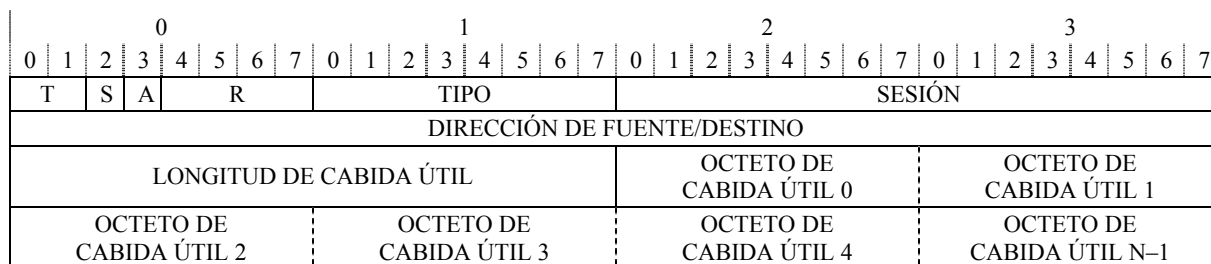 0 1 2 3
0 1 2 3 4 5 6 7 0 1 2 3 4 5 6 7 0 1 2 3 4 5 6 7 0 1 2 3 4 5 6 7
T S A R TIPO SESIÓN
DIRECCIÓN DE FUENTE/DESTINO
LONGITUD DE CABIDA ÚTIL OCTETO DE CABIDA ÚTIL 0 OCTETO DE CABIDA ÚTIL 1
OCTETO DE CABIDA ÚTIL 2 OCTETO DE CABIDA ÚTIL 3 OCTETO DE CABIDA ÚTIL 4 OCTETO DE CABIDA ÚTIL N–1